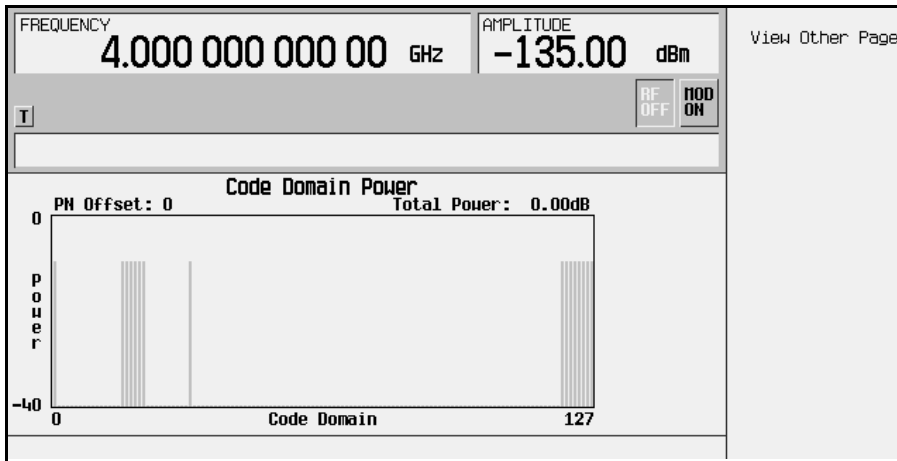 FREQUENCY
4.000 000 000 00 GHz
AMPLITUDE
-135.00 dBm
View Other Page
RF OFF
MOD ON
T
Code Domain Power
PN Offset: 0
Total Power: 0.00dB
0
Power
-40
0
Code Domain
127